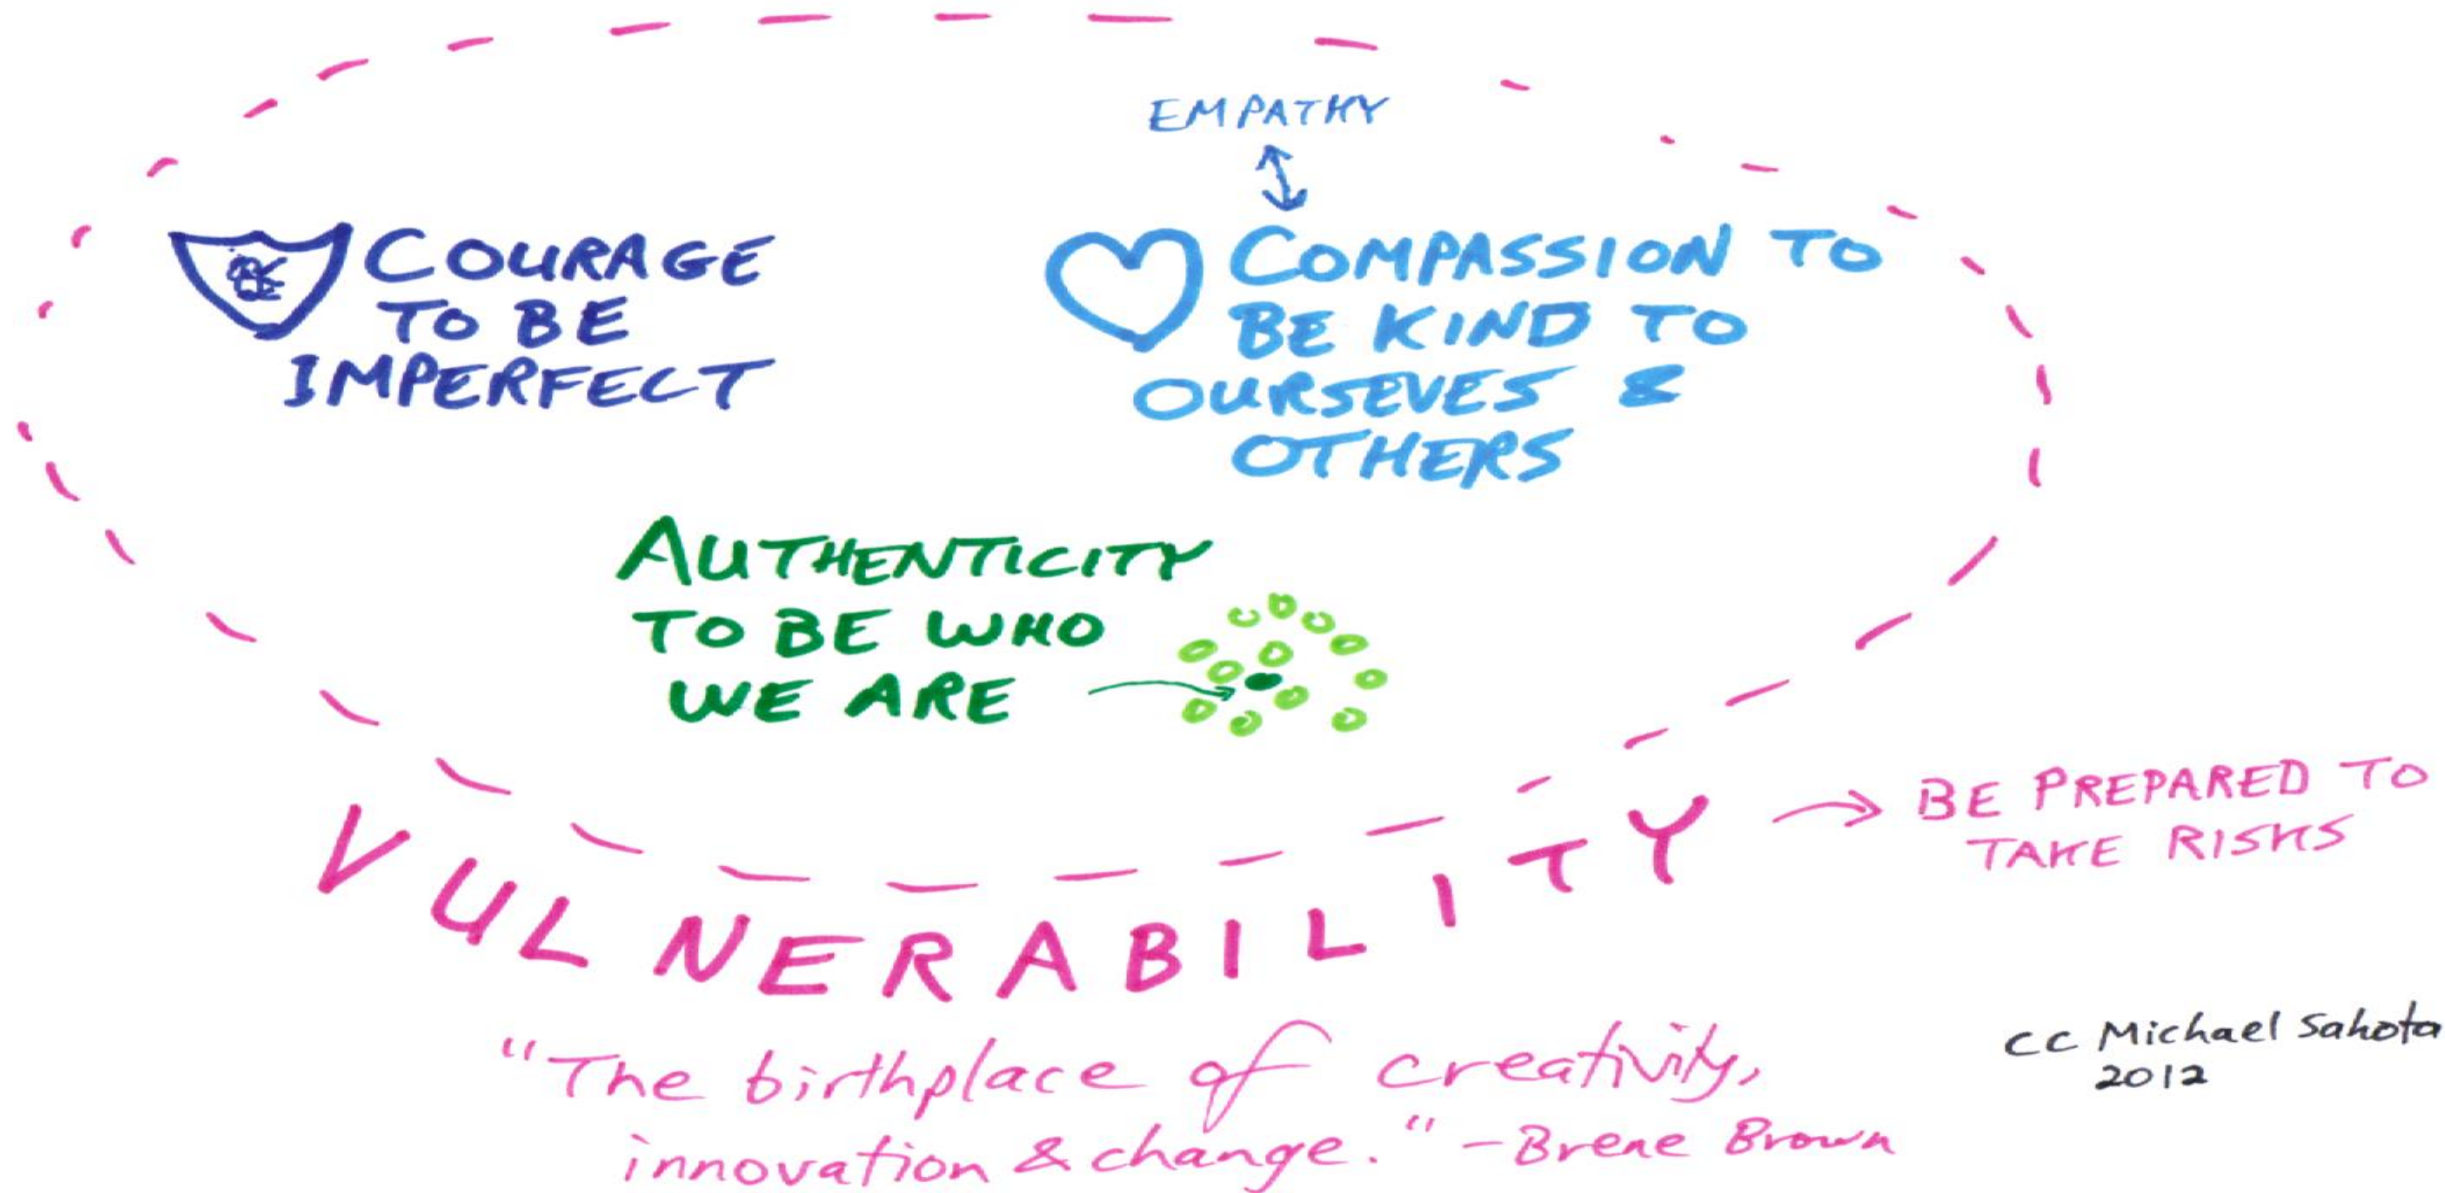 EMPATHY
COURAGE
TO BE
IMPERFECT
COMPASSION TO
BE KIND TO
OURSEVES &
OTHERS
AUTHENTICITY
TO BE WHO
WE ARE
VULNERABILITY
BE PREPARED TO
TAKE RISKS
"The birthplace of creativity,
innovation & change." - Brene Brown
CC Michael Sahota
2012